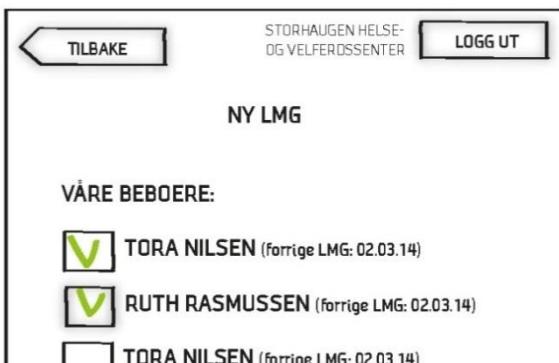 TILBAKE
STORHAUGEN HELSE-
OG VELFERDSSENTER
LOGG UT
NY LMG
VÅRE BEBOERE:
TORA NILSEN (forrige LMG: 02.03.14)
RUTH RASMUSSEN (forrige LMG: 02.03.14)
TORA NILSEN (forrige LMG: 02.03.14)